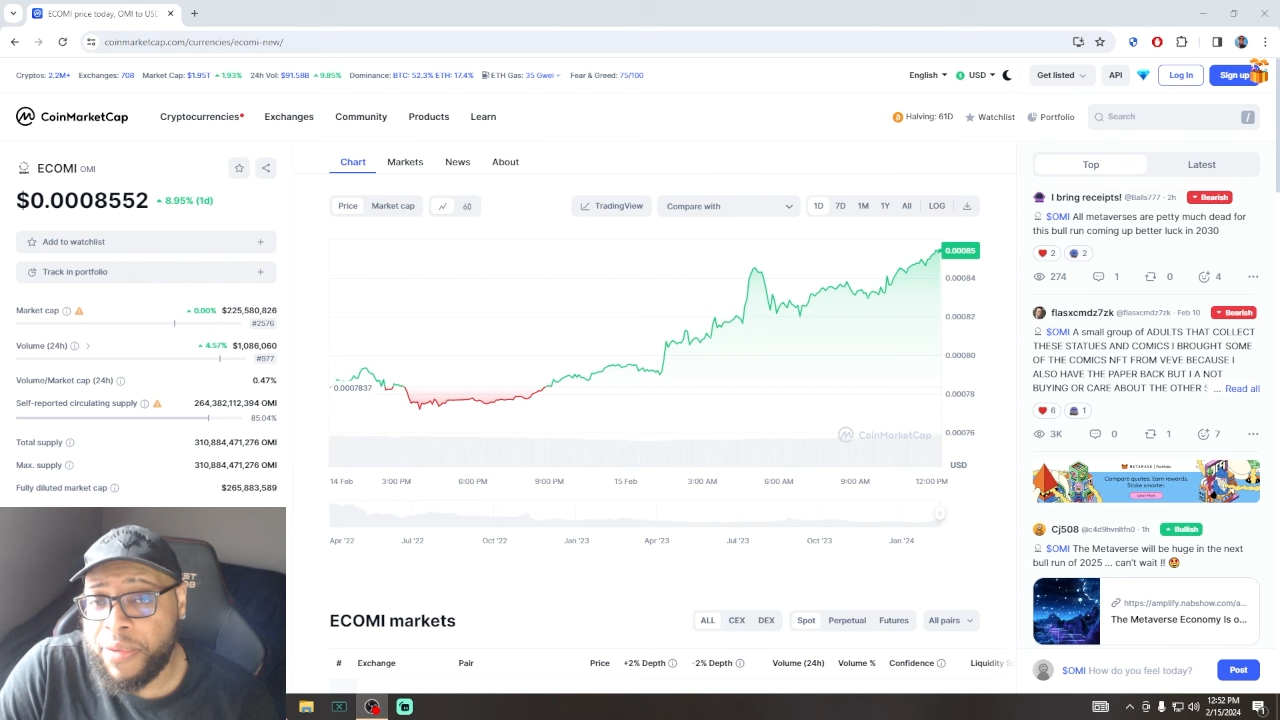 ECOMI price today, OMI to USD
coinmarketcap.com/currencies/ecomi-new/
Cryptos: 2.2M+ Exchanges: 708 Market Cap: $1.95T 1.93% 24h Vol: $91.58B 9.85% Dominance: BTC: 52.3% ETH: 17.4% ETH Gas: 35 Gwei Fear & Greed: 75/100
English USD Get listed API Log In Sign up
CoinMarketCap
Cryptocurrencies Exchanges Community Products Learn
Halving: 61D Watchlist Portfolio Search /
ECOMI OMI
$0.0008552 8.95% (1d)
Add to watchlist +
Track in portfolio +
Market cap 0.00% $225,580,826
#2576
Volume (24h) 4.57% $1,086,060
#977
Volume/Market cap (24h) 0.47%
Self-reported circulating supply 264,382,112,394 OMI
85.04%
Total supply 310,884,471,276 OMI
Max. supply 310,884,471,276 OMI
Fully diluted market cap $265,883,589
Chart Markets News About
Price Market cap TradingView Compare with 1D 7D 1M 1Y All LOG
0.00085
0.00084
0.00082
0.00080
0.0007837
0.00078
0.00076
CoinMarketCap
USD
14 Feb 3:00 PM 6:00 PM 9:00 PM 15 Feb 3:00 AM 6:00 AM 9:00 AM 12:00 PM
Apr '22 Jul '22 Oct '22 Jan '23 Apr '23 Jul '23 Oct '23 Jan '24
ECOMI markets
ALL CEX DEX Spot Perpetual Futures All pairs
# Exchange Pair Price +2% Depth -2% Depth Volume (24h) Volume % Confidence Liquidity
Top Latest
I bring receipts! @Balls777 · 2h Bearish
$OMI All metaverses are petty much dead for
this bull run coming up better luck in 2030
2 2
274 1 0 4
flasxcmdz7zk @flasxcmdz7zk · Feb 10 Bearish
$OMI A small group of ADULTS THAT COLLECT
THESE STATUES AND COMICS I BROUGHT SOME
OF THE COMICS NFT FROM VEVE BECAUSE I
ALSO HAVE THE PAPER BACK BUT I A NOT
BUYING OR CARE ABOUT THE OTHER S ... Read all
6 1
3K 0 1 7
METAMASK | Portfolio
Compare quotes. Earn rewards.
Stake smarter.
Cj508 @c4d9hvnltfn0 · 1h Bullish
$OMI The Metaverse will be huge in the next
bull run of 2025 ... can't wait !!
https://amplify.nabshow.com/a...
The Metaverse Economy Is o...
$OMI How do you feel today? Post
12:52 PM
2/15/2024